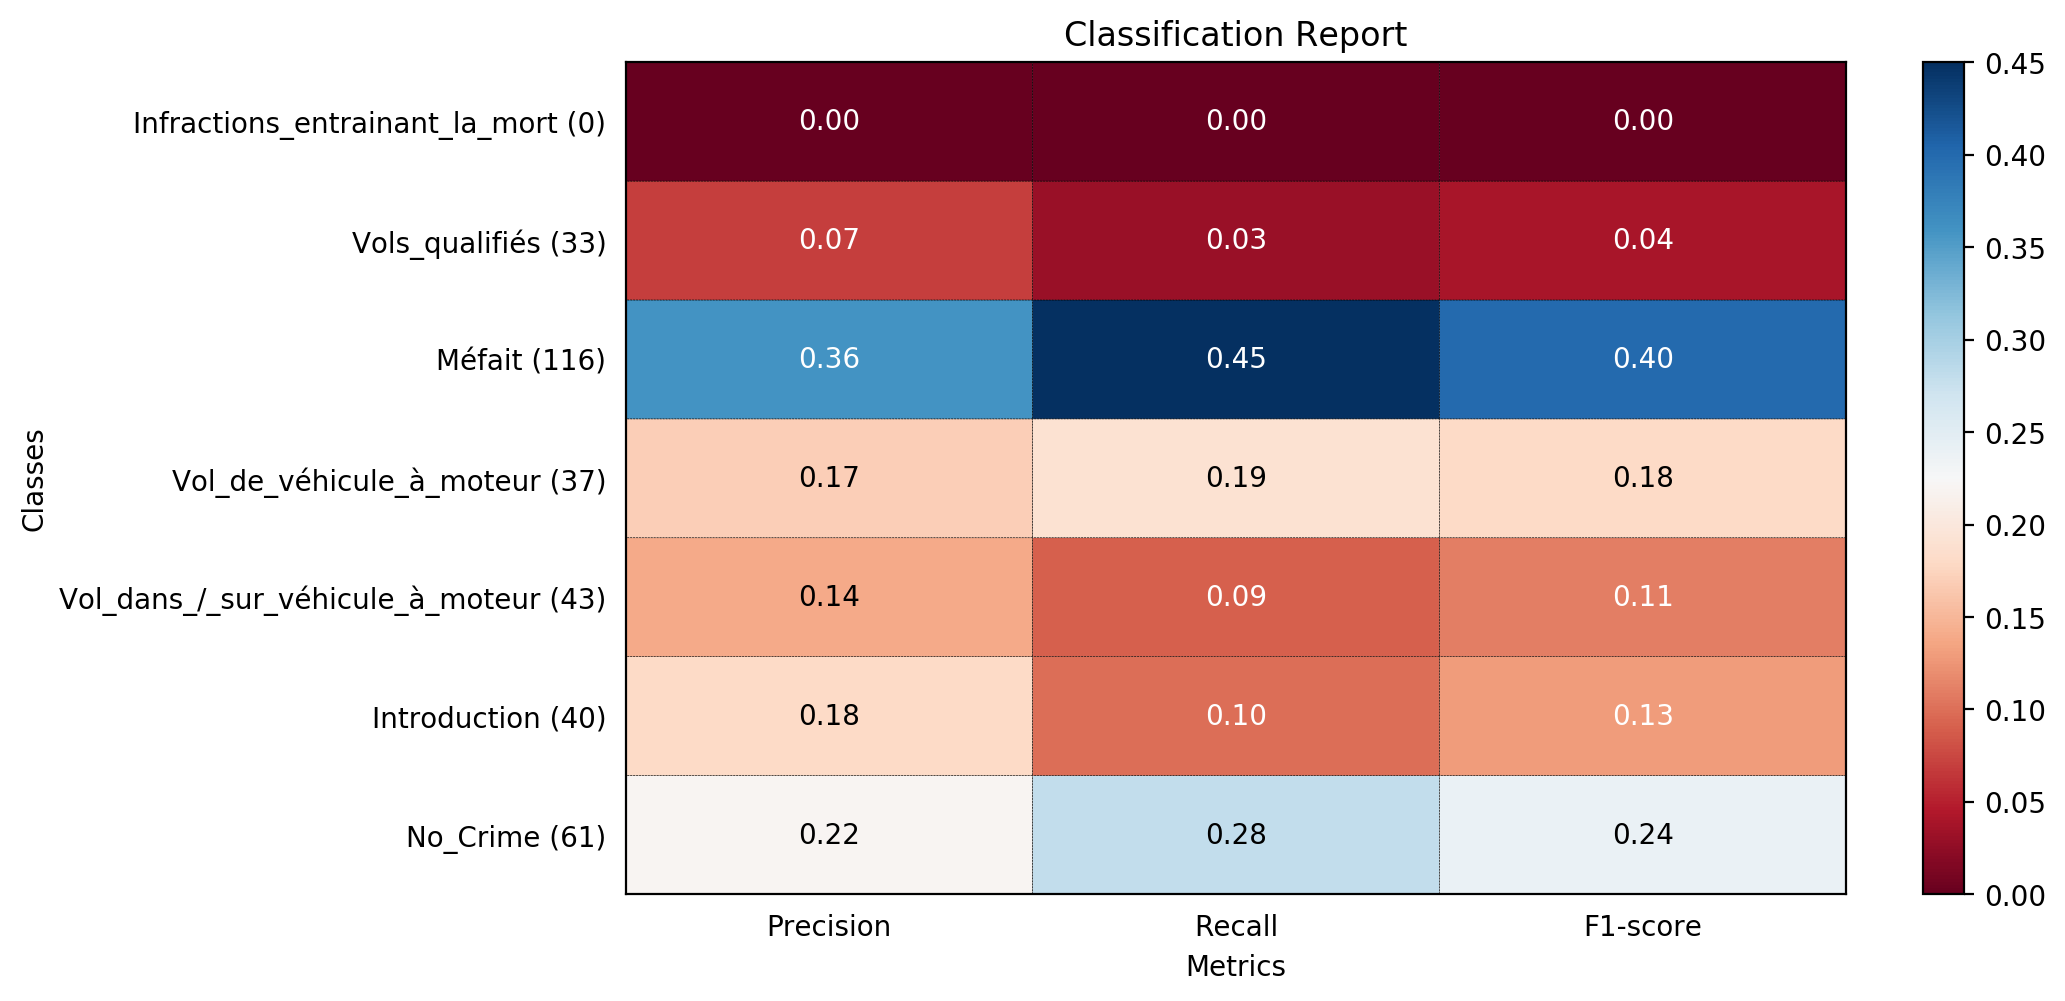 Classification Report
Infractions_entrainant_la_mort (0) 0.00 0.00 0.00
Vols_qualifiés (33) 0.07 0.03 0.04
Méfait (116) 0.36 0.45 0.40
Vol_de_véhicule_à_moteur (37) 0.17 0.19 0.18
Vol_dans_/_sur_véhicule_à_moteur (43) 0.14 0.09 0.11
Introduction (40) 0.18 0.10 0.13
No_Crime (61) 0.22 0.28 0.24
Classes
Precision Recall F1-score
Metrics
0.45
0.40
0.35
0.30
0.25
0.20
0.15
0.10
0.05
0.00